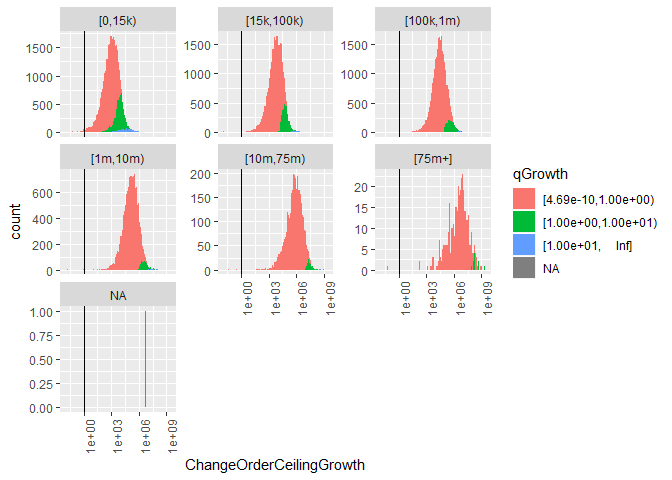 [0,15k) [15k,100k) [100k,1m)
1500 1500 1500
1000 1000 1000
500 500 500
0 0 0
[1m,10m) [10m,75m) [75m+]
600 200 20
400 150 15
200 100 10
0 50 5
0 0
1e+00 1e+03 1e+06 1e+09 1e+00 1e+03 1e+06 1e+09
NA
1.00
0.75
0.50
0.25
0.00
1e+00 1e+03 1e+06 1e+09
count
ChangeOrderCeilingGrowth
qGrowth
[4.69e-10,1.00e+00)
[1.00e+00,1.00e+01)
[1.00e+01,    Inf]
NA